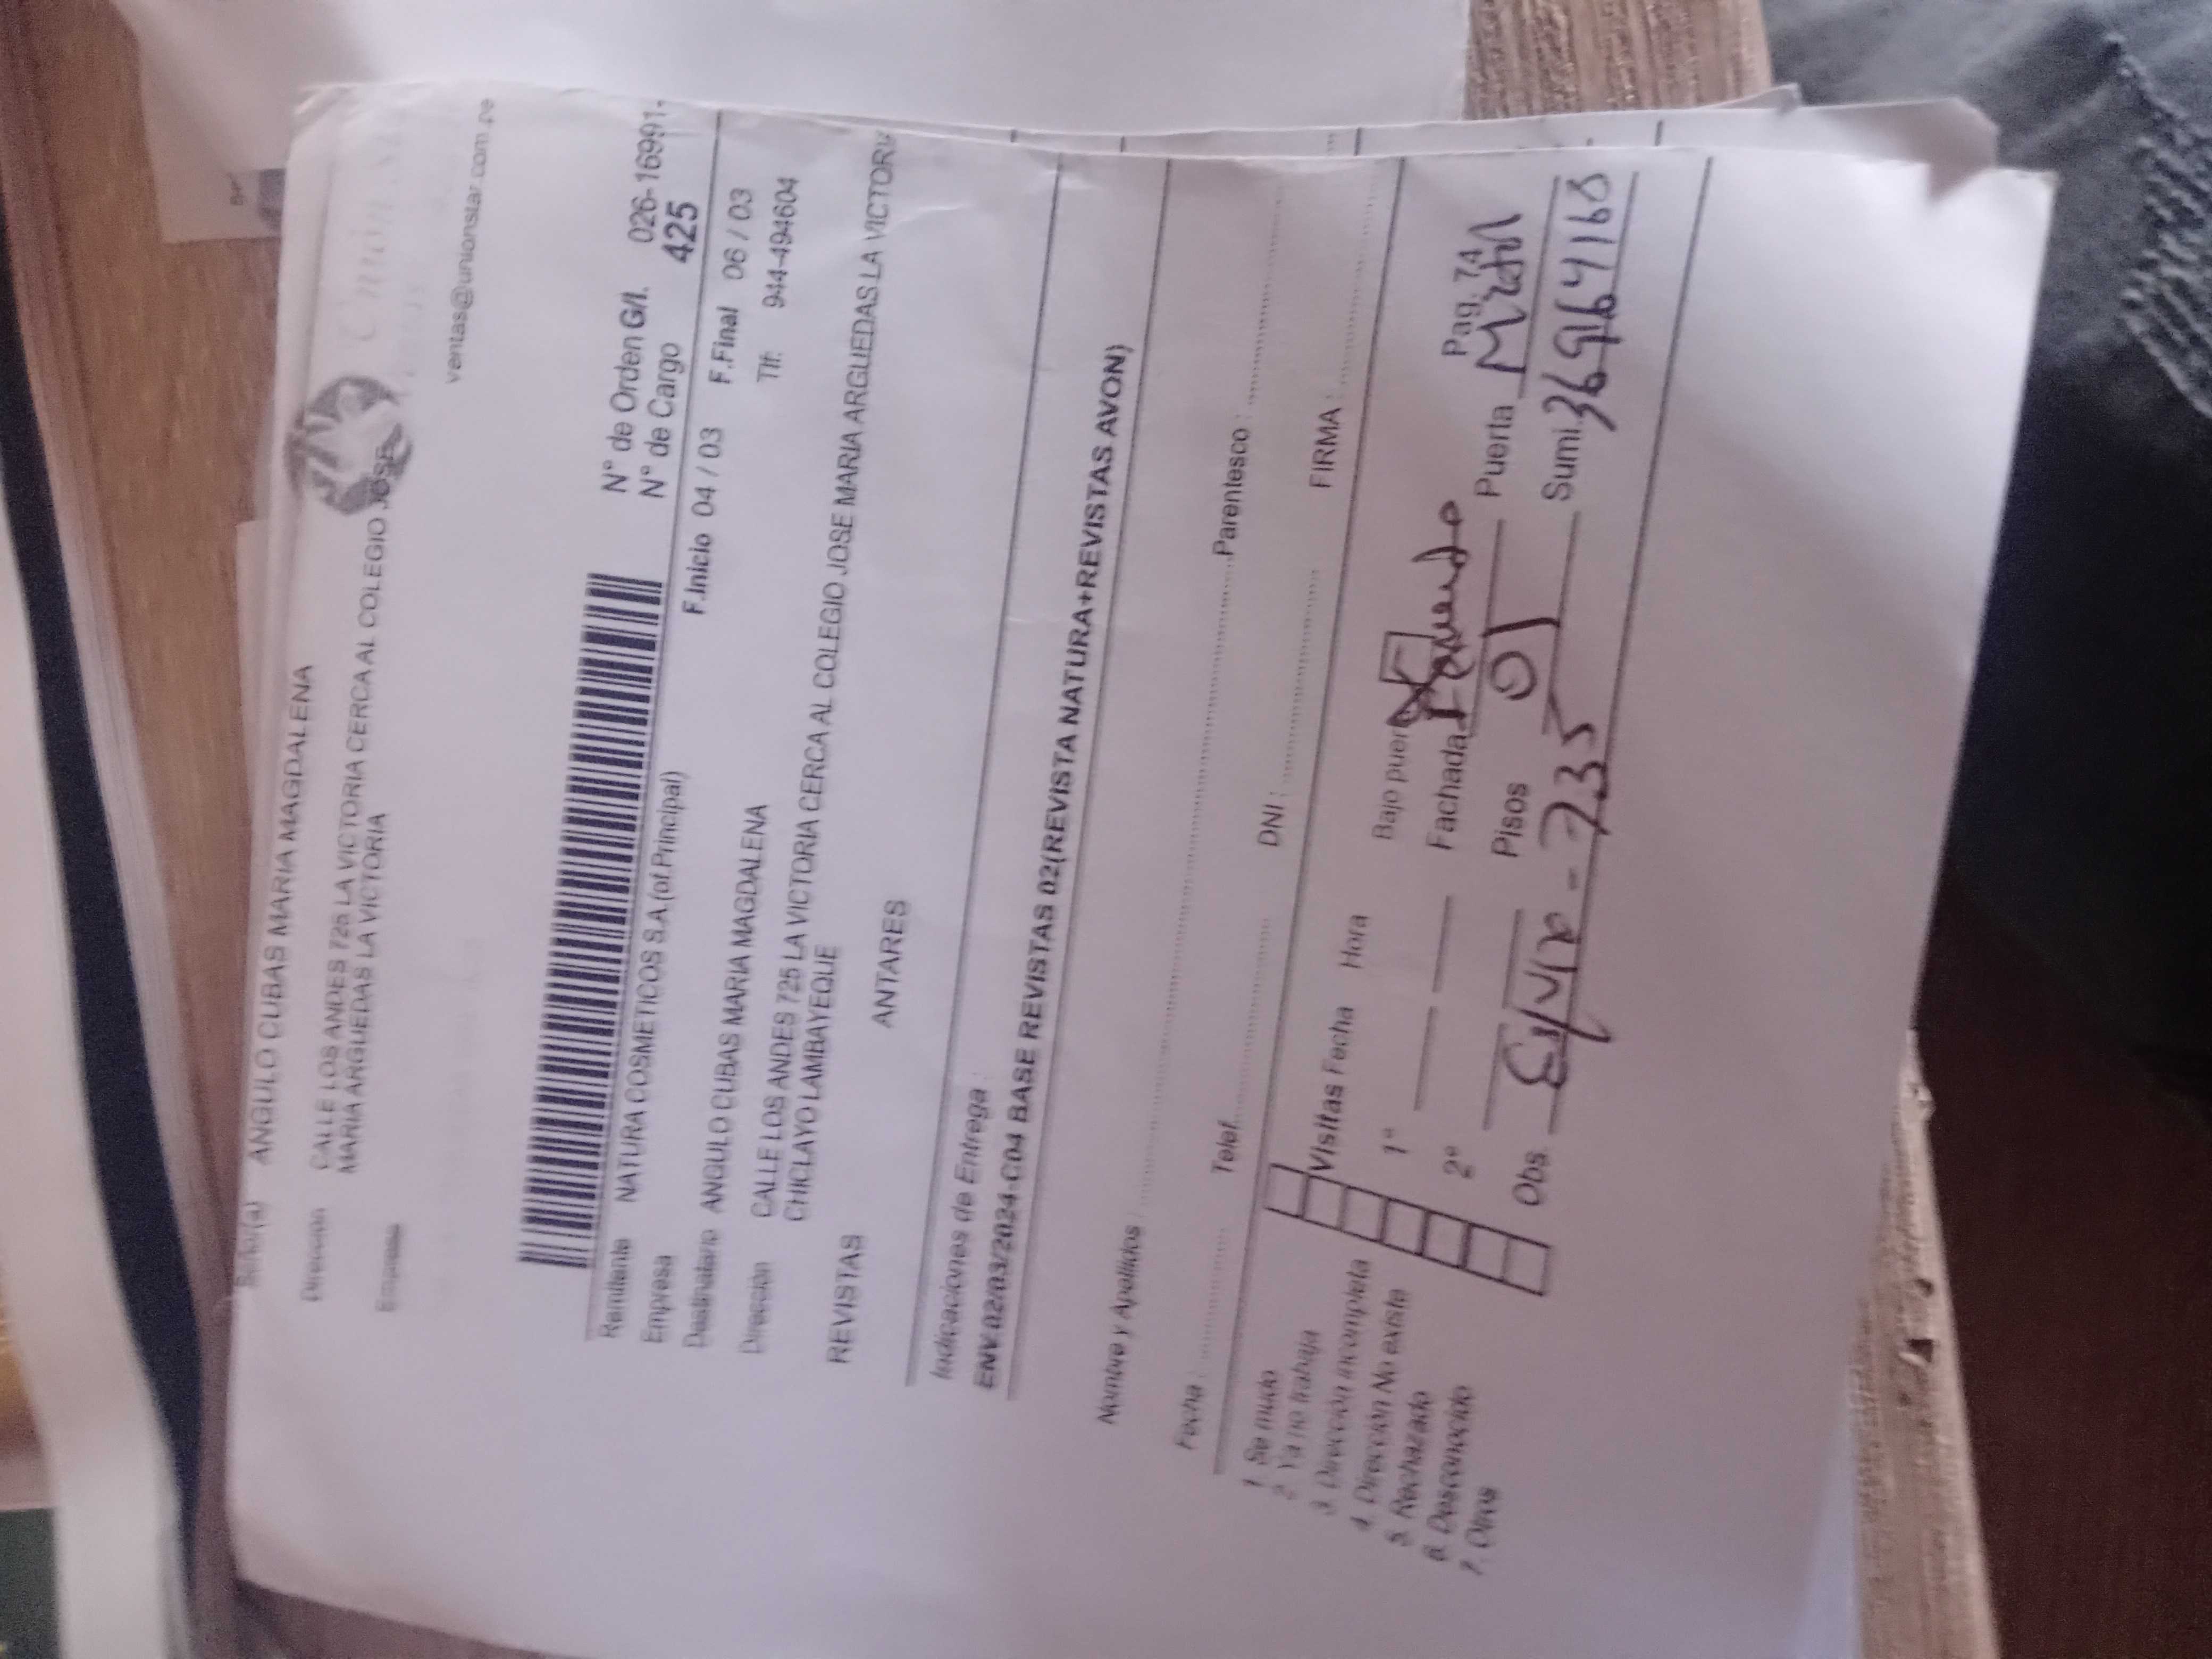 Señor(a) ANGULO CUBAS MARIA MAGDALENA
Dirección CALLE LOS ANDES 725 LA VICTORIA CERCA AL COLEGIO JOSE
MARIA ARGUEDAS LA VICTORIA
Empresa
ventas@unionstar.com.pe
Remitente NATURA COSMETICOS S.A (of.Principal) N° de Orden G/I. 026-16991-
Empresa N° de Cargo 425
Destinatario ANGULO CUBAS MARIA MAGDALENA F.Inicio 04 / 03 F.Final 06 / 03
Dirección CALLE LOS ANDES 725 LA VICTORIA CERCA AL COLEGIO JOSE MARIA ARGUEDAS LA VICTORIA
CHICLAYO LAMBAYEQUE Tlf: 944-494604
REVISTAS ANTARES
Indicaciones de Entrega :
ENV 02/03/2024-C04 BASE REVISTAS 02(REVISTA NATURA+REVISTAS AVON)
Nombre y Apellidos :
Fecha : Telef. Parentesco :
DNI : FIRMA :
1. Se mudo
2. Ya no trabaja
3. Dirección incompleta
4. Dirección No existe
5. Rechazado
6. Desconocido
7. Otros
Visitas Fecha Hora Bajo puerta X
1º Fachada Pag. 74
2º Pisos 01 Puerta
Obs. 735 Sumi. 36964168